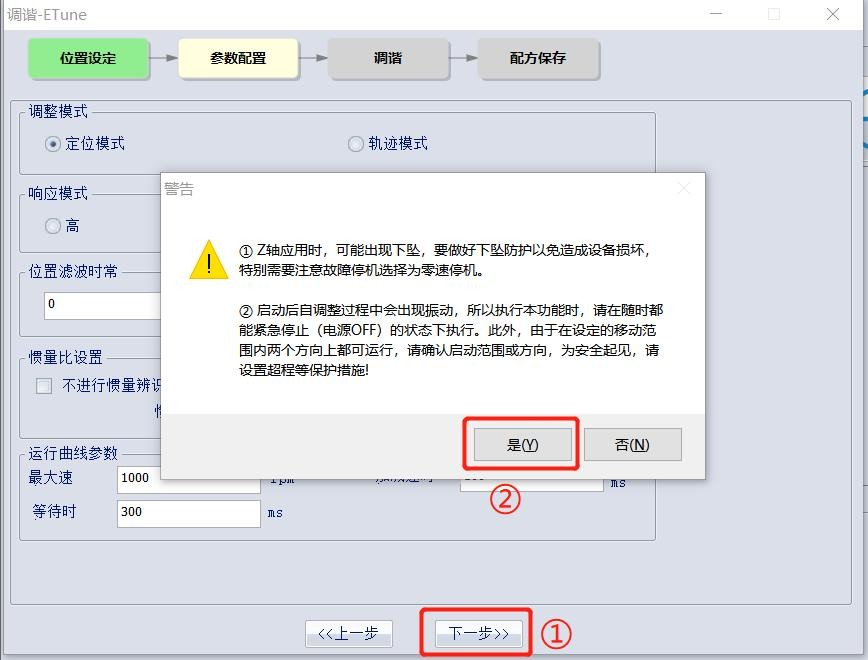 调谐-ETune
位置设定
参数配置
调谐
配方保存
调整模式
定位模式
轨迹模式
响应模式
高
位置滤波时常
0
惯量比设置
不进行惯量辨识
运行曲线参数
最大速
1000
rpm
ms
等待时
300
ms
警告
① Z轴应用时，可能出现下坠，要做好下坠防护以免造成设备损坏，
特别需要注意故障停机选择为零速停机。
② 启动后自调整过程中会出现振动，所以执行本功能时，请在随时都
能紧急停止（电源OFF）的状态下执行。此外，由于在设定的移动范
围内两个方向上都可运行，请确认启动范围或方向，为安全起见，请
设置超程等保护措施!
是(Y)
否(N)
②
<<上一步
下一步>>
①